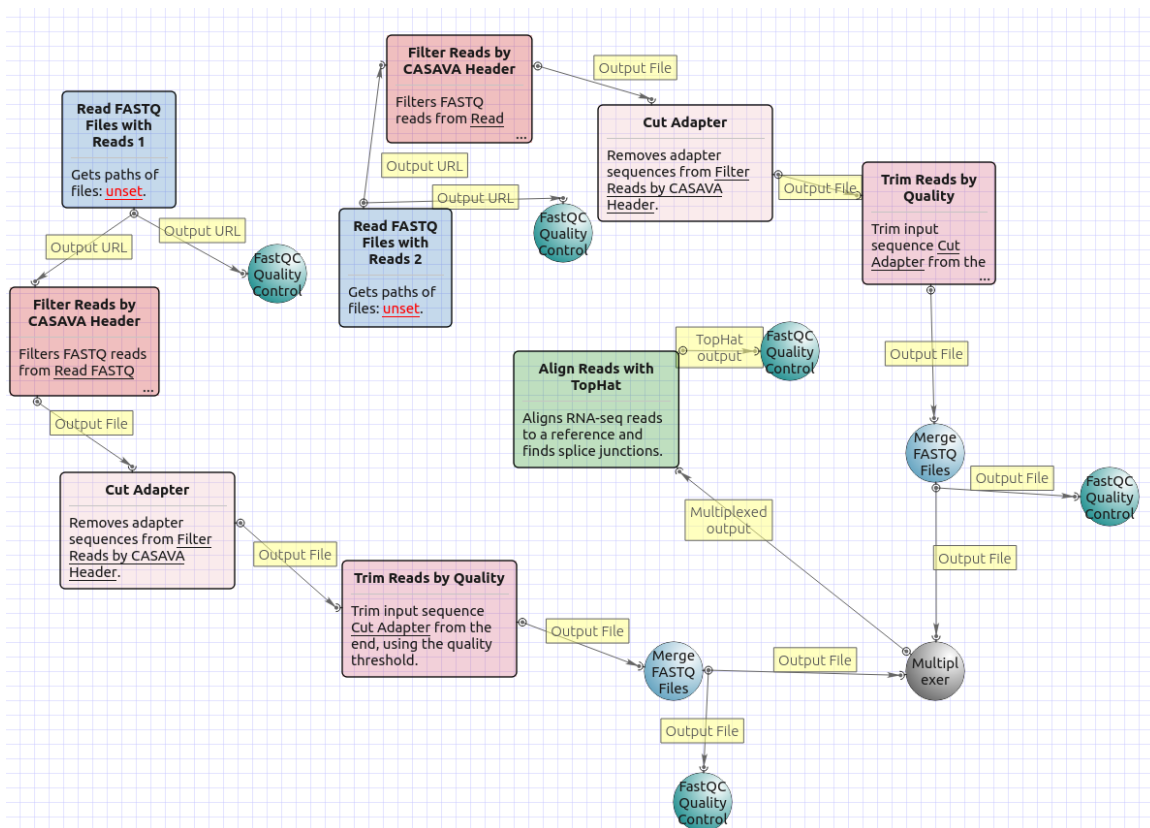 Filter Reads by
CASAVA Header
Filters FASTQ
reads from Read
...
Output File
Read FASTQ
Files with
Reads 1
Gets paths of
files: unset.
Cut Adapter
Removes adapter
sequences from Filter
Reads by CASAVA
Header.
Output URL
Output URL
Output File
Trim Reads by
Quality
Trim input
sequence Cut
Adapter from the
...
Read FASTQ
Files with
Reads 2
Gets paths of
files: unset.
FastQC
Quality
Control
Output URL
Output URL
FastQC
Quality
Control
Filter Reads by
CASAVA Header
Filters FASTQ reads
from Read FASTQ
...
TopHat
output
FastQC
Quality
Control
Output File
Align Reads with
TopHat
Aligns RNA-seq reads
to a reference and
finds splice junctions.
Output File
Merge
FASTQ
Files
Output File
FastQC
Quality
Control
Cut Adapter
Removes adapter
sequences from Filter
Reads by CASAVA
Header.
Multiplexed
output
Output File
Output File
Trim Reads by Quality
Trim input sequence
Cut Adapter from the
end, using the quality
threshold.
Output File
Merge
FASTQ
Files
Output File
Multipl
exer
Output File
FastQC
Quality
Control